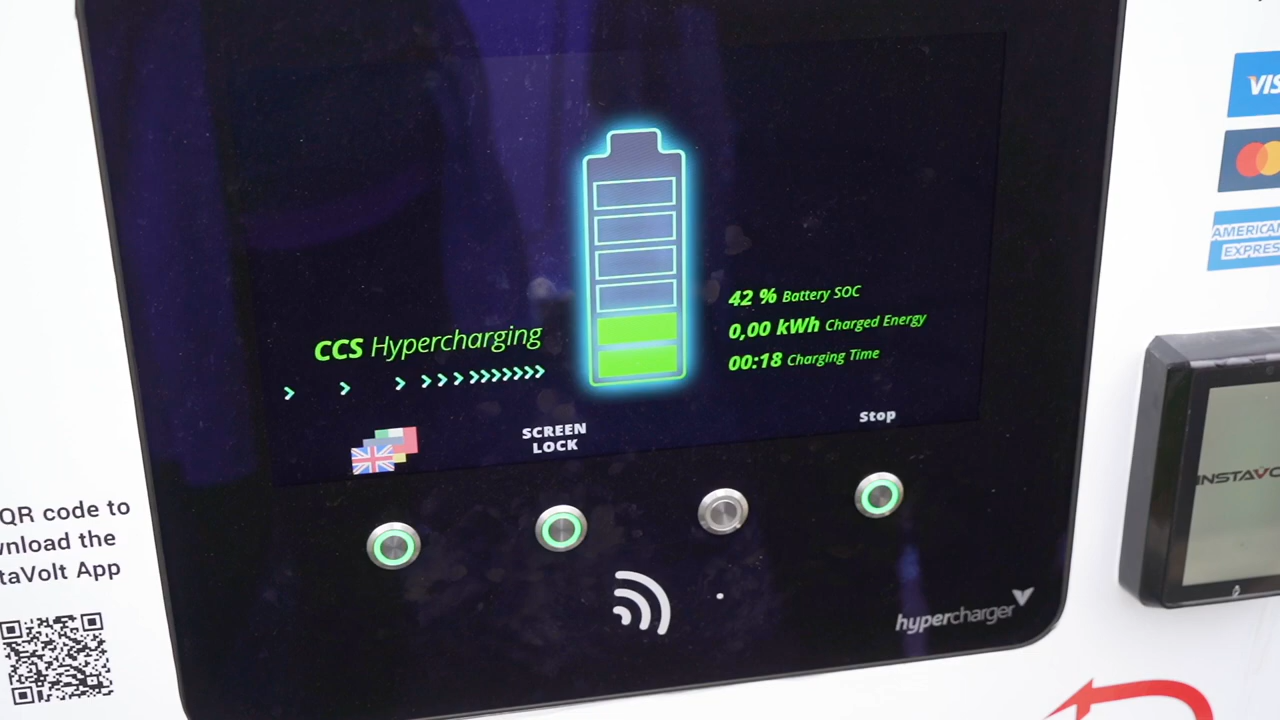 VIS
AMERICAN
EXPRES
42 % Battery SOC
0,00 kWh Charged Energy
00:18 Charging Time
CCS Hypercharging
SCREEN
LOCK
Stop
INSTAVO
QR code to
wnload the
taVolt App
hypercharger